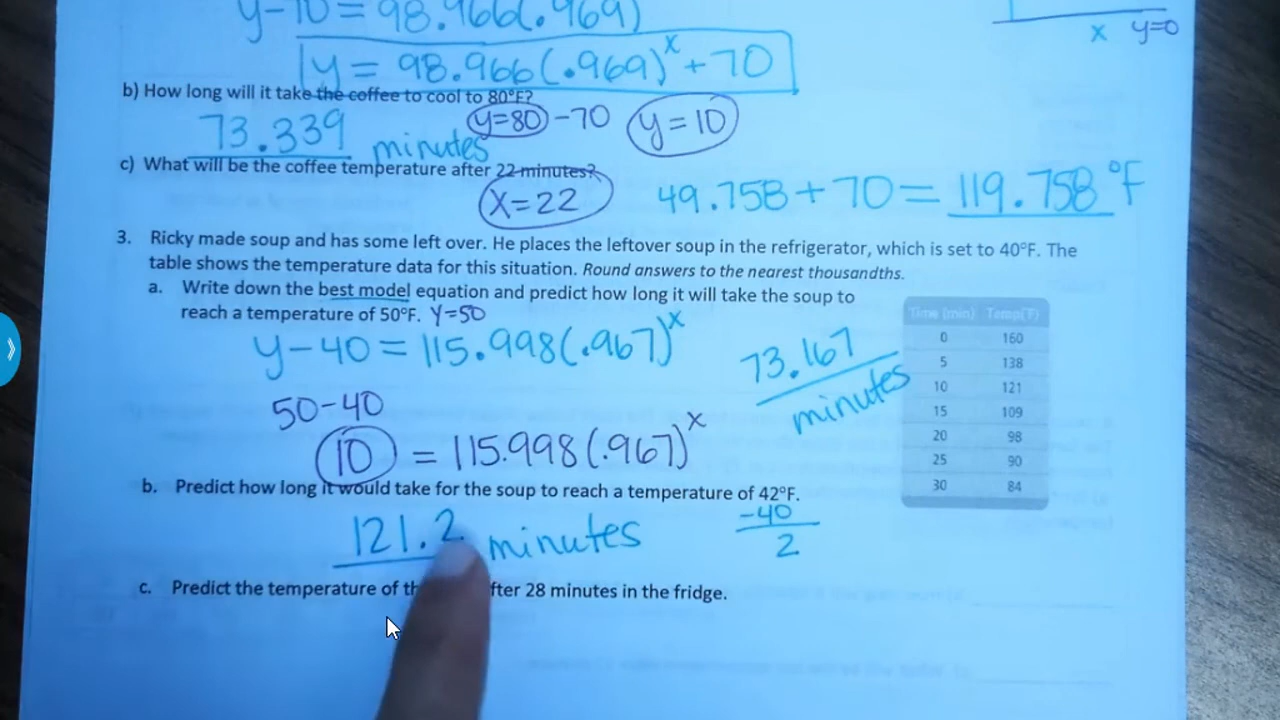 y-70 = 98.966(.969)
x y=0
y = 98.966(.969)^x + 70
b) How long will it take the coffee to cool to 80°F?
73.339 minutes y=80 -70 y=10
c) What will be the coffee temperature after 22 minutes?
x=22 49.758+70=119.758°F
3. Ricky made soup and has some left over. He places the leftover soup in the refrigerator, which is set to 40°F. The
table shows the temperature data for this situation. Round answers to the nearest thousandths.
a. Write down the best model equation and predict how long it will take the soup to
reach a temperature of 50°F. Y=50
y-40=115.998(.967)^x
73.167
minutes
Time (min) Temp(°F)
0 160
5 138
10 121
15 109
20 98
25 90
30 84
50-40
10 = 115.998(.967)^x
b. Predict how long it would take for the soup to reach a temperature of 42°F.
-40
2
121.2 minutes
c. Predict the temperature of after 28 minutes in the fridge.